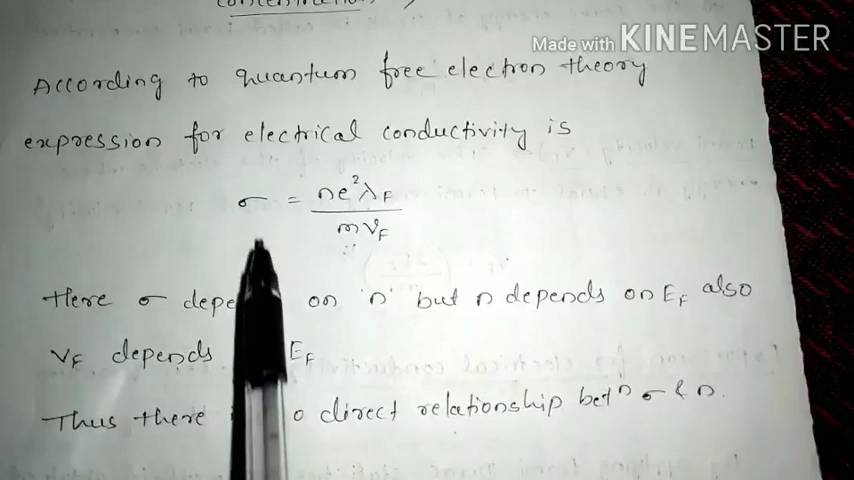 Made with KINEMASTER
According to quantum free electron theory
expression for electrical conductivity is
σ = ne²λF / mVF
Here σ depe on 'n' but n depends on EF also
VF depends EF
Thus there o direct relationship betⁿ σ & n.